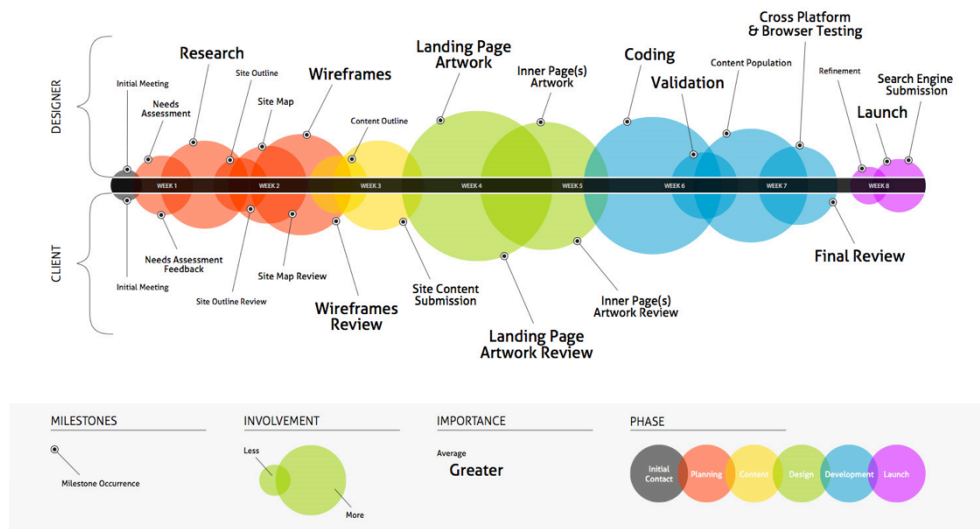 Cross Platform
& Browser Testing
Landing Page
Artwork
Research
Coding
Wireframes
Inner Page(s)
Artwork
Content Population
Site Outline
Refinement
Initial Meeting
Validation
Search Engine
Submission
Needs
Assessment
Site Map
Launch
Content Outline
DESIGNER
WEEK 1
WEEK 2
WEEK 3
WEEK 4
WEEK 5
WEEK 6
WEEK 7
WEEK 8
CLIENT
Needs Assessment
Feedback
Initial Meeting
Site Outline Review
Site Map Review
Wireframes
Review
Site Content
Submission
Landing Page
Artwork Review
Inner Page(s)
Artwork Review
Final Review
MILESTONES
Milestone Occurrence
INVOLVEMENT
Less
More
IMPORTANCE
Average
Greater
PHASE
Initial
Contact
Planning
Content
Design
Development
Launch